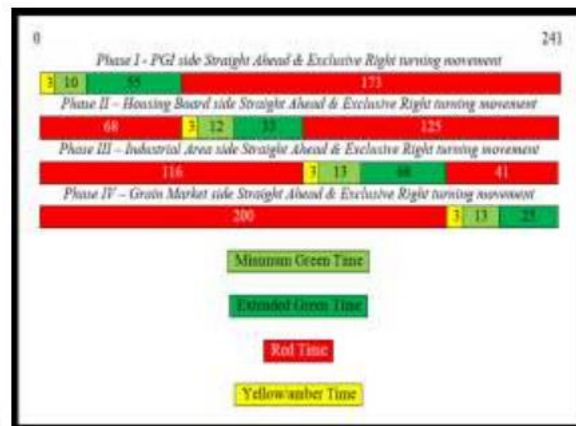 0 241
Phase I - PGI side Straight Ahead & Exclusive Right turning movement
3 10 55 173
Phase II – Housing Board side Straight Ahead & Exclusive Right turning movement
68 3 12 33 125
Phase III – Industrial Area side Straight Ahead & Exclusive Right turning movement
116 3 13 68 41
Phase IV – Grain Market side Straight Ahead & Exclusive Right turning movement
200 3 13 25
Minimum Green Time
Extended Green Time
Red Time
Yellow/amber Time